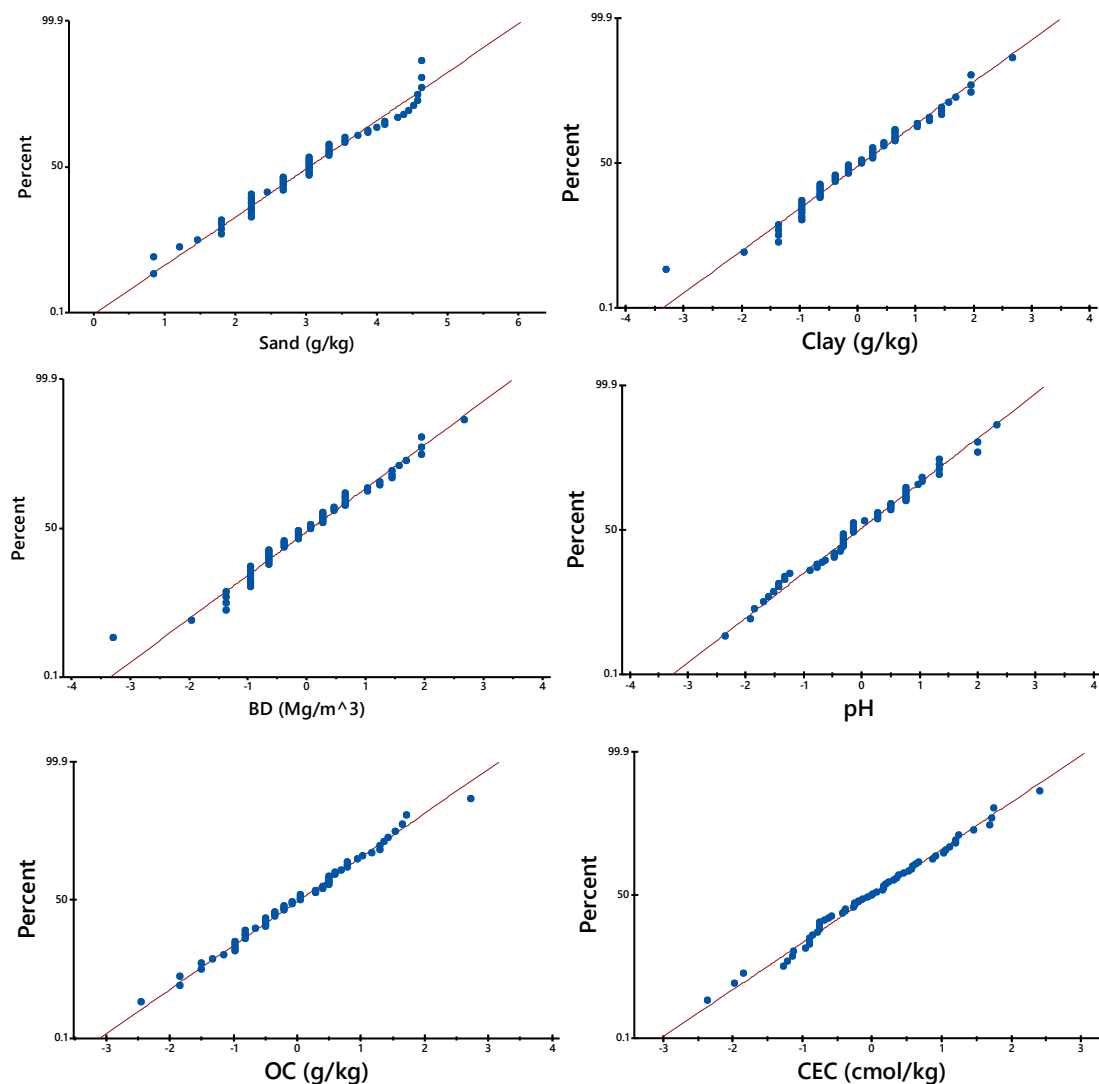 99.9
Percent
50
0.1
0 1 2 3 4 5 6
Sand (g/kg)
99.9
Percent
50
0.1
-4 -3 -2 -1 0 1 2 3 4
Clay (g/kg)
99.9
Percent
50
0.1
-4 -3 -2 -1 0 1 2 3 4
BD (Mg/m^3)
99.9
Percent
50
0.1
-4 -3 -2 -1 0 1 2 3 4
pH
99.9
Percent
50
0.1
-3 -2 -1 0 1 2 3 4
OC (g/kg)
99.9
Percent
50
0.1
-3 -2 -1 0 1 2 3
CEC (cmol/kg)